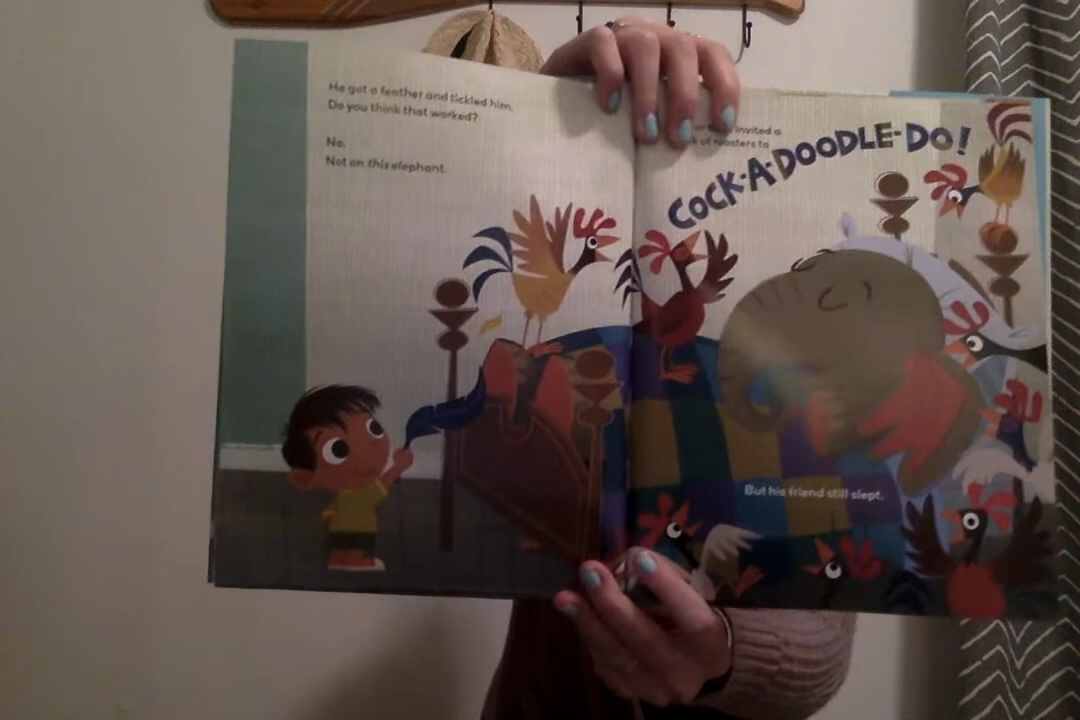 He got a feather and tickled him.
Do you think that worked?
No.
Not on this elephant.
invited a
of roosters to
COCK-A-DOODLE-DO!
But his friend still slept.